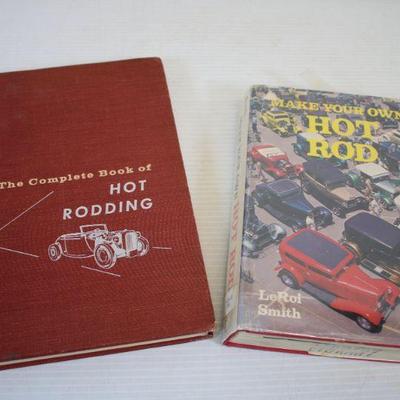 The Complete Book of
HOT
RODDING
MAKE YOUR OWN
HOT
ROD
LeRoi
Smith